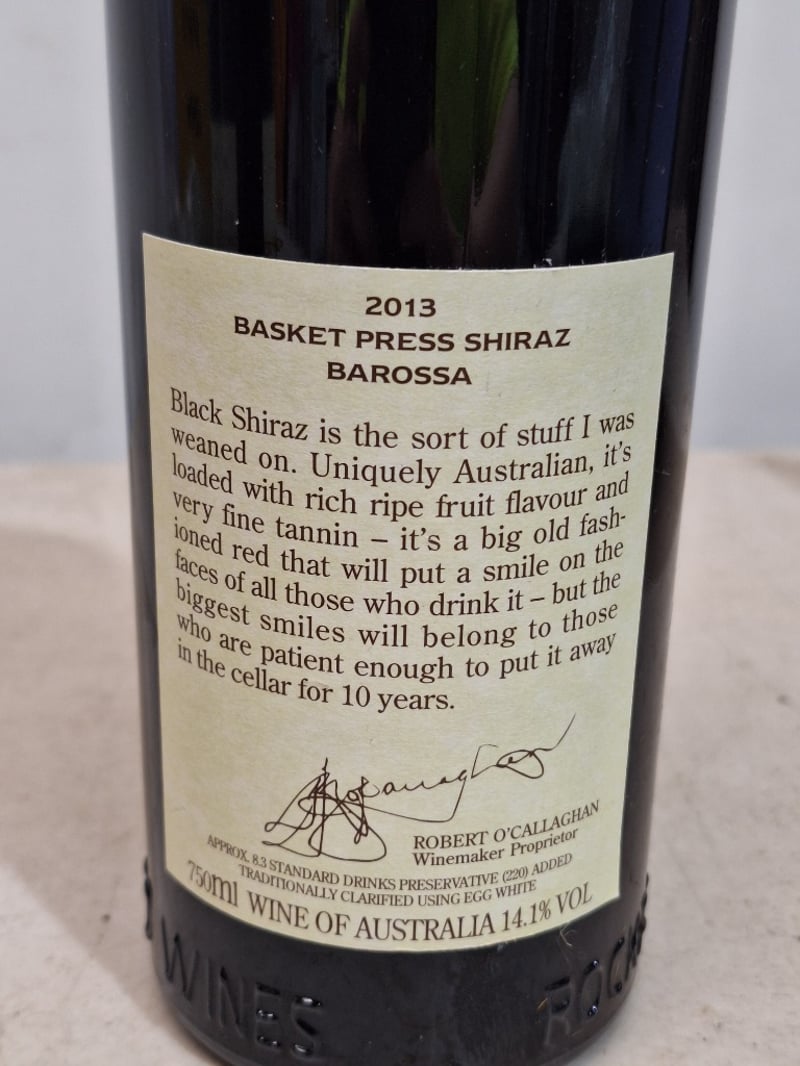 2013
BASKET PRESS SHIRAZ
BAROSSA
Black Shiraz is the sort of stuff I was
weaned on. Uniquely Australian, it's
loaded with rich ripe fruit flavour and
very fine tannin – it's a big old fash-
ioned red that will put a smile on the
faces of all those who drink it – but the
biggest smiles will belong to those
who are patient enough to put it away
in the cellar for 10 years.
ROBERT O'CALLAGHAN
Winemaker Proprietor
APPROX. 8.3 STANDARD DRINKS PRESERVATIVE (220) ADDED
TRADITIONALLY CLARIFIED USING EGG WHITE
750ml WINE OF AUSTRALIA 14.1% VOL
WINES ROCK